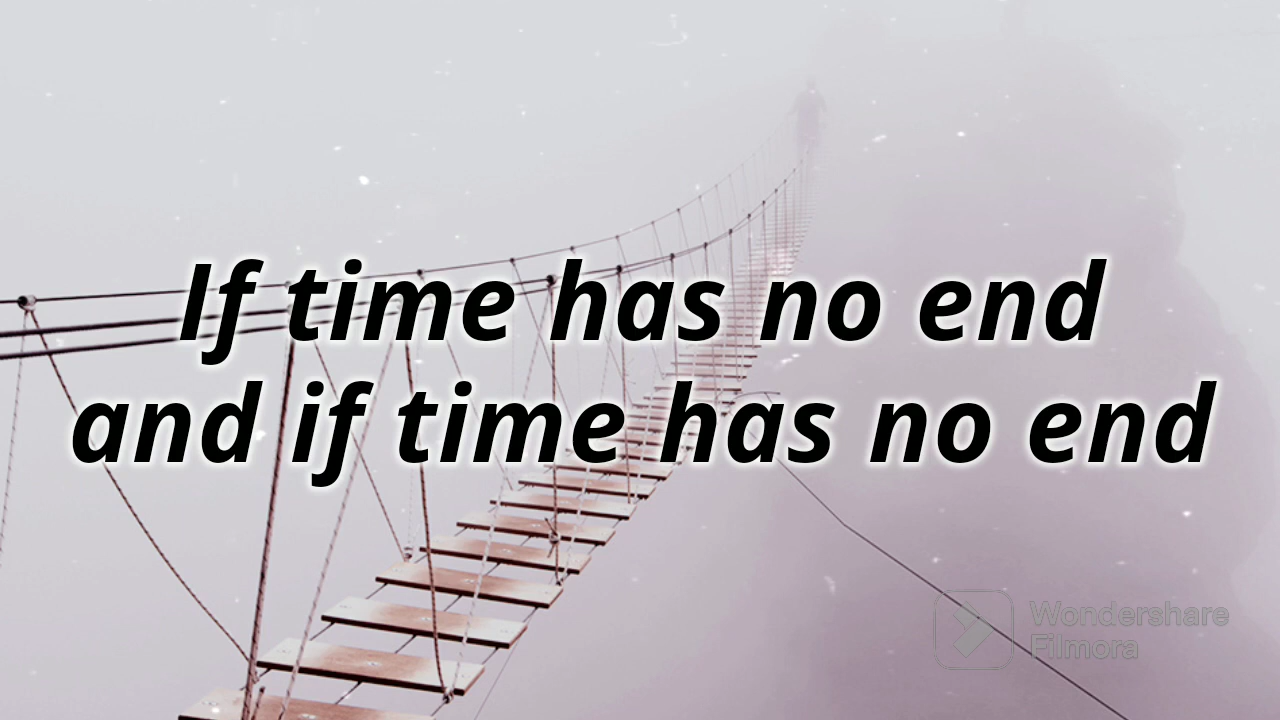 If time has no end
and if time has no end
Wondershare
Filmora